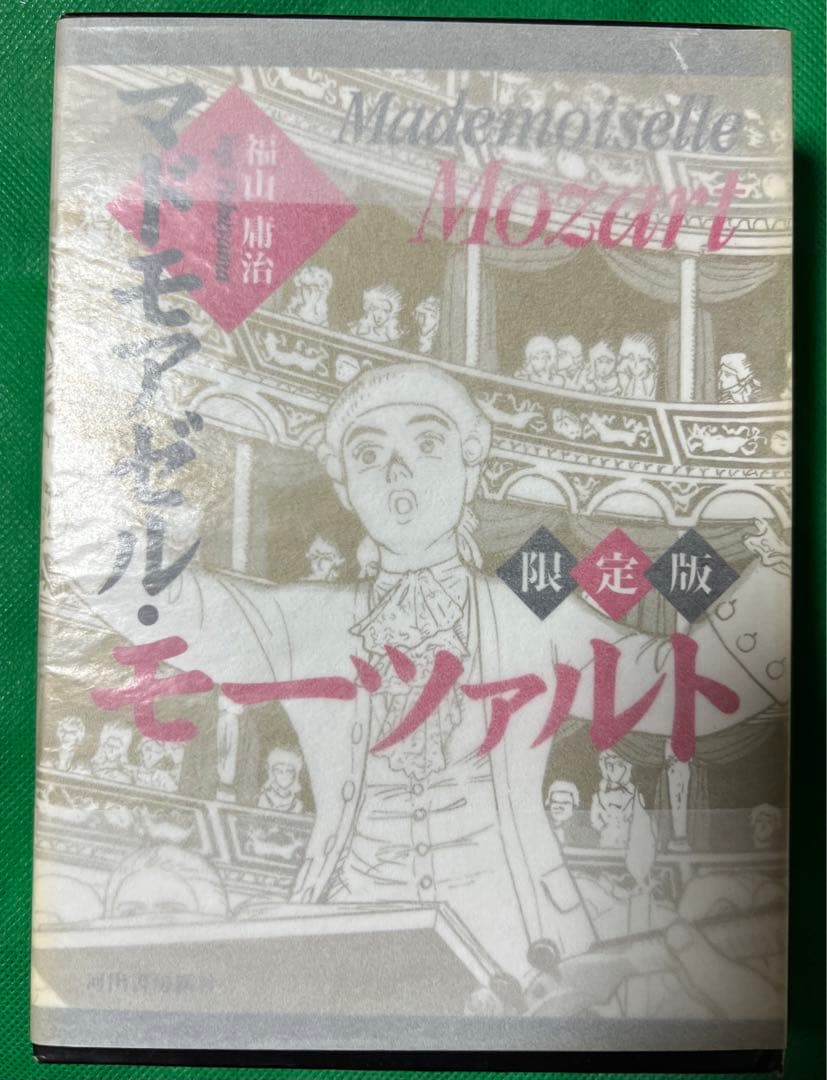 Mademoiselle
Mozart
福山庸治
マドモアゼル・
モーツァルト
限定版